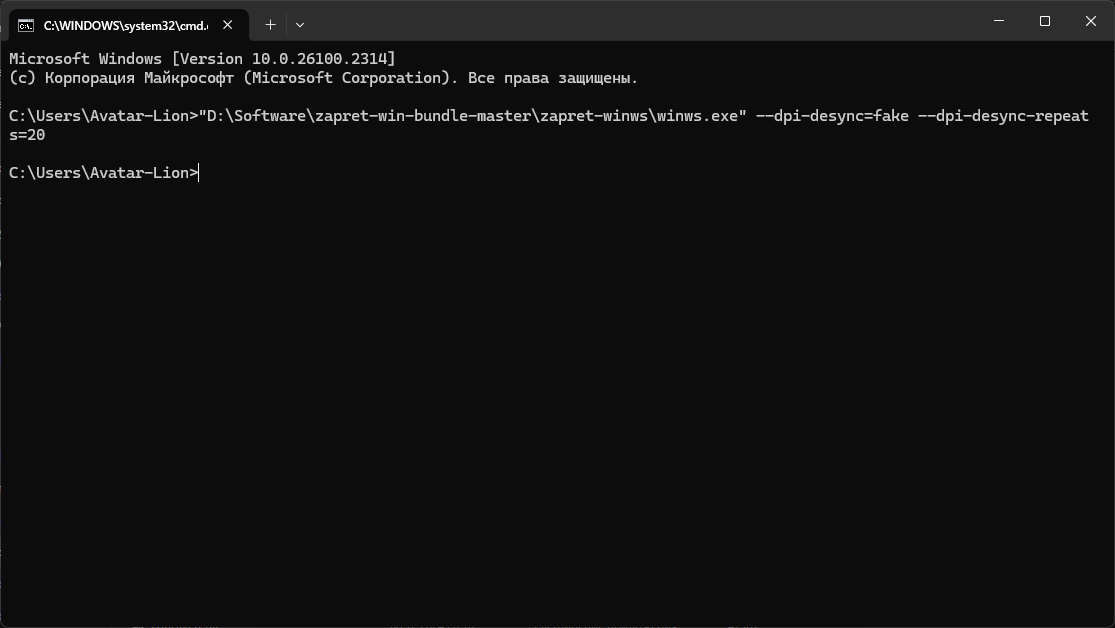 C:\WINDOWS\system32\cmd.
Microsoft Windows [Version 10.0.26100.2314]
(c) Корпорация Майкрософт (Microsoft Corporation). Все права защищены.
C:\Users\Avatar-Lion>"D:\Software\zapret-win-bundle-master\zapret-winws\winws.exe" --dpi-desync=fake --dpi-desync-repeat
s=20
C:\Users\Avatar-Lion>